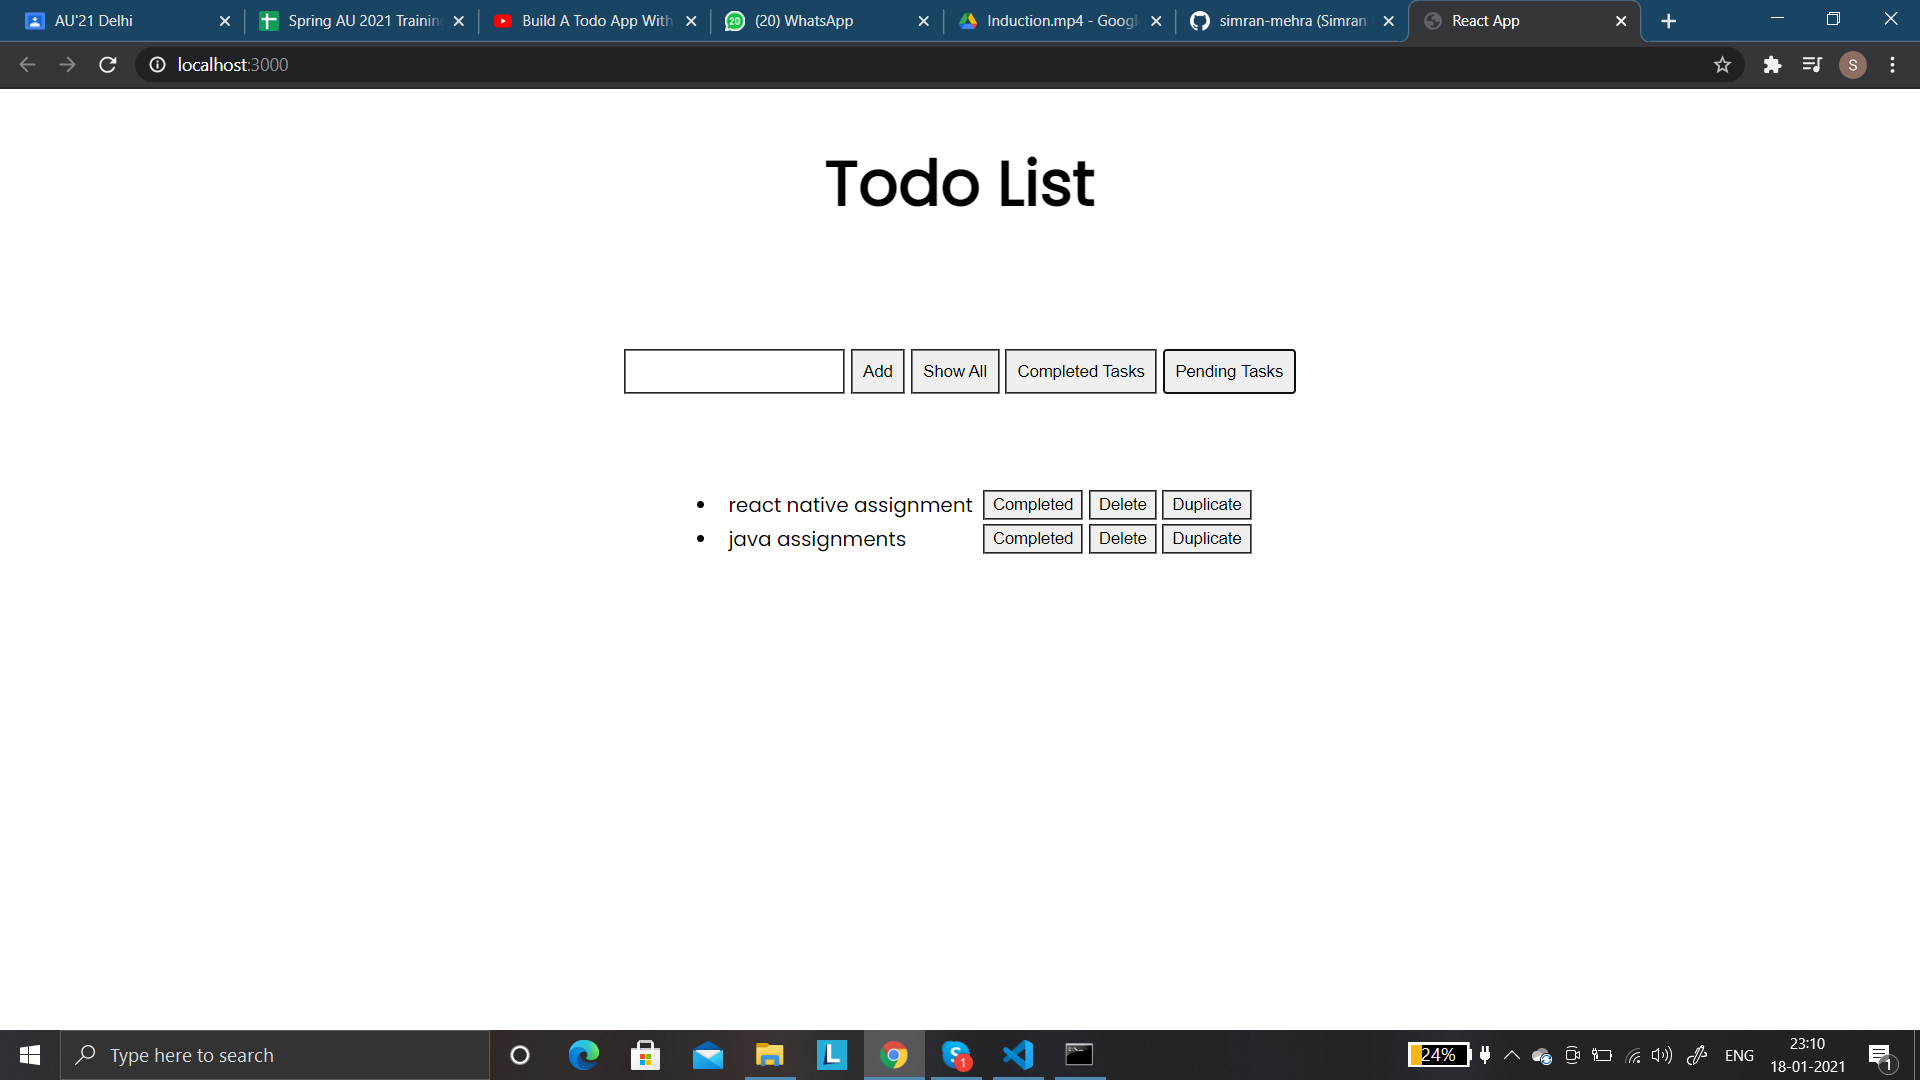 AU'21 Delhi
Spring AU 2021 Training
Build A Todo App With
(20) WhatsApp
Induction.mp4 - Google
simran-mehra (Simran
React App
localhost:3000
S
Todo List
Add
Show All
Completed Tasks
Pending Tasks
react native assignment Completed Delete Duplicate
java assignments Completed Delete Duplicate
Type here to search
24%
ENG
23:10
18-01-2021